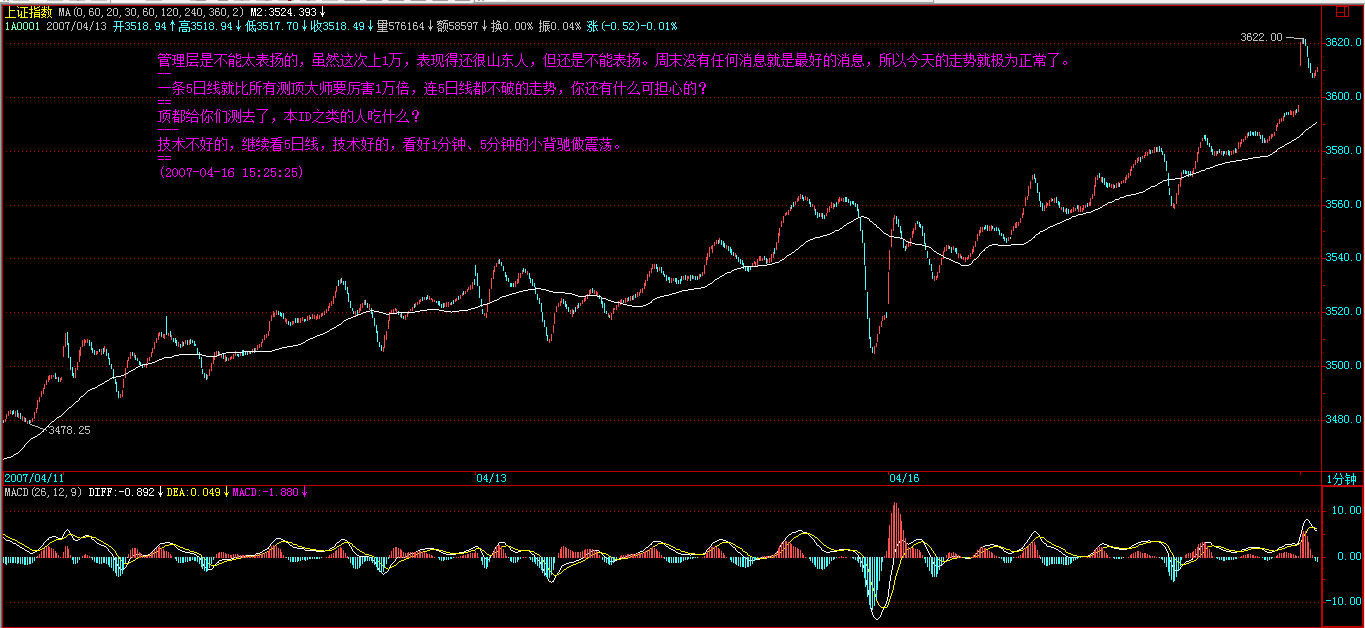 上证指数 MA(0,60,20,30,60,120,240,360,2) M2:3524.393↓
1A0001 2007/04/13 开3518.94↑高3518.94↓低3517.70↓收3518.49↓量576164↓额58597↓换0.00% 振0.04% 涨(-0.52)-0.01%
3622.00
3620.0
管理层是不能太表扬的，虽然这次上1万，表现得还很山东人，但还是不能表扬。周末没有任何消息就是最好的消息，所以今天的走势就极为正常了。
一条5日线就比所有测顶大师要厉害1万倍，连5日线都不破的走势，你还有什么可担心的？
3600.0
顶都给你们测去了，本ID之类的人吃什么？
技术不好的，继续看5日线，技术好的，看好1分钟、5分钟的小背驰做震荡。
3580.0
(2007-04-16 15:25:25)
3560.0
3540.0
3520.0
3500.0
3480.0
3478.25
2007/04/11 04/13 04/16 1分钟
MACD(26,12,9) DIFF:-0.892↓DEA:0.049↓MACD:-1.880↓
10.00
0.00
-10.00